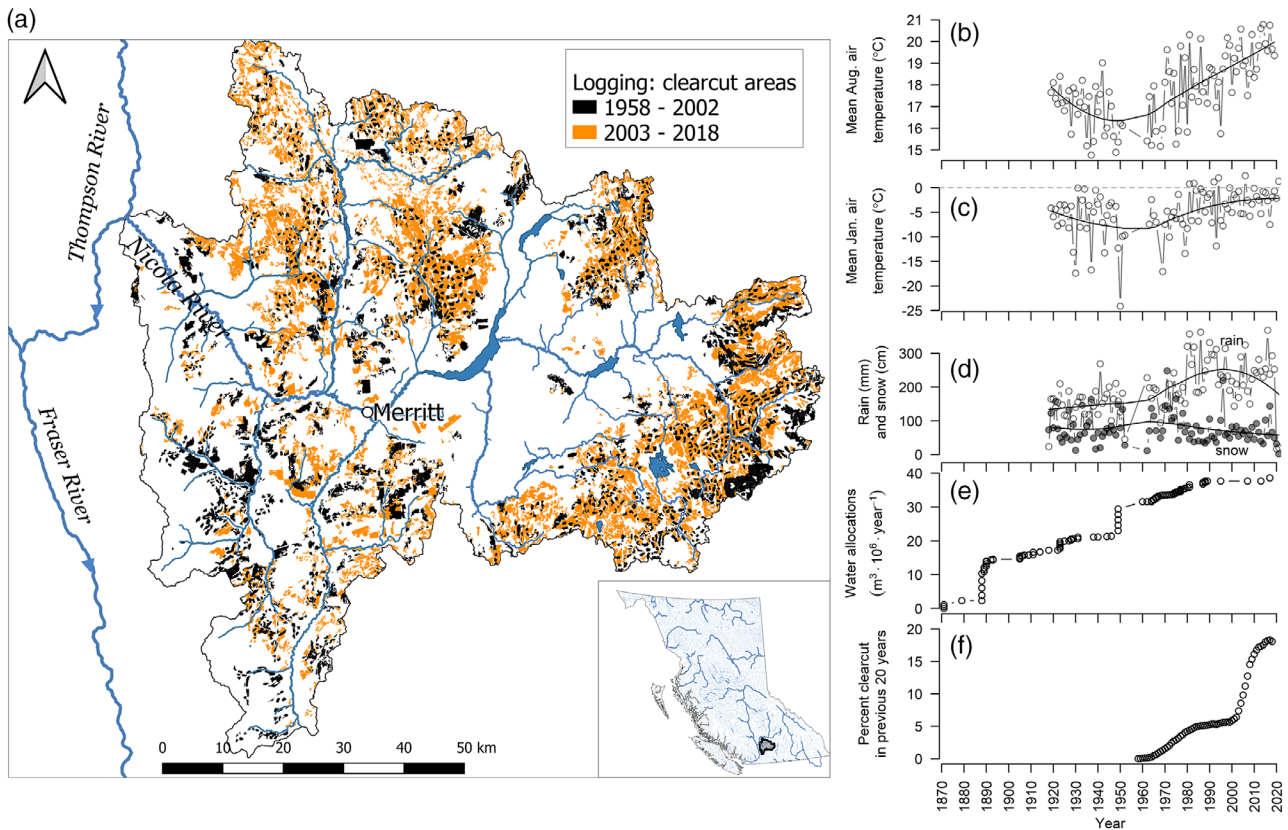 (a)
Logging: clearcut areas
1958 - 2002
2003 - 2018
Thompson River
Nicola River
Fraser River
Merritt
0 10 20 30 40 50 km
(b)
Mean Aug. air
temperature (°C)
21
20
19
18
17
16
15
(c)
Mean Jan. air
temperature (°C)
0
-5
-10
-15
-20
-25
(d)
Rain (mm)
and snow (cm)
300
200
100
0
rain
snow
(e)
Water allocations
(m³ · 10⁶ · year⁻¹)
40
30
20
10
0
(f)
Percent clearcut
in previous 20 years
20
15
10
5
0
1870 1880 1890 1900 1910 1920 1930 1940 1950 1960 1970 1980 1990 2000 2010 2020
Year